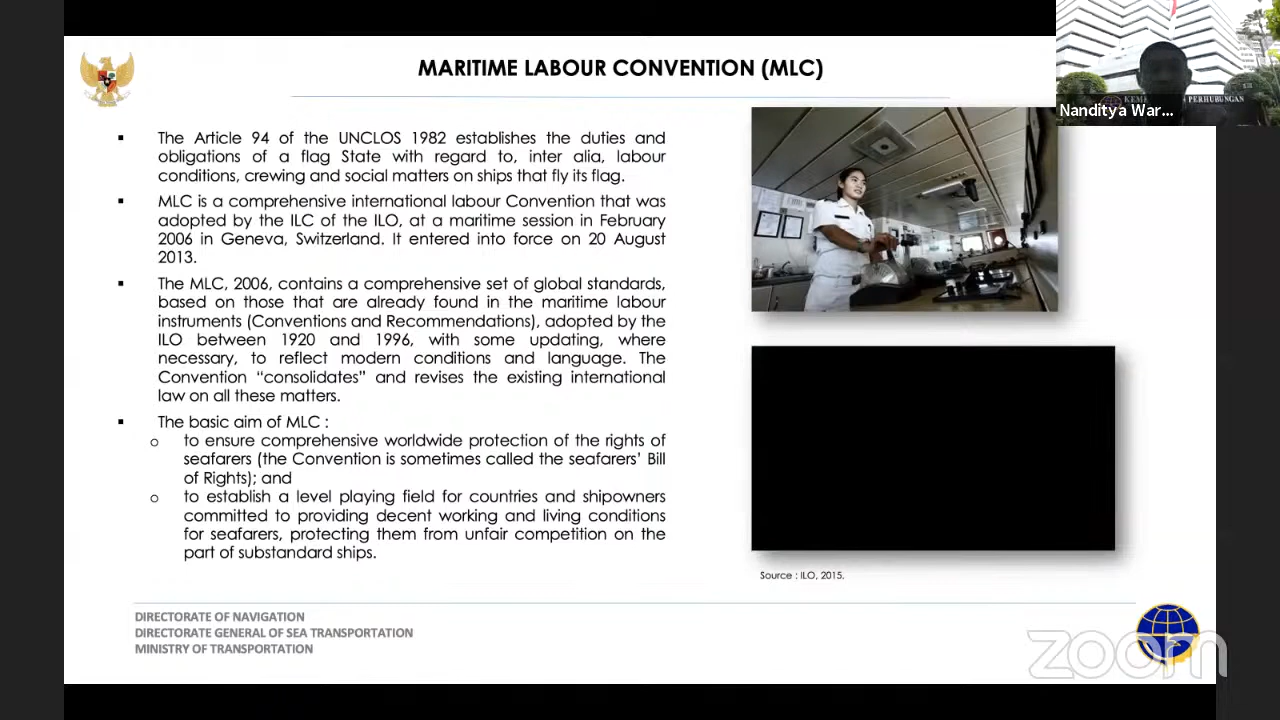 MARITIME LABOUR CONVENTION (MLC)
▪ The Article 94 of the UNCLOS 1982 establishes the duties and
obligations of a flag State with regard to, inter alia, labour
conditions, crewing and social matters on ships that fly its flag.
▪ MLC is a comprehensive international labour Convention that was
adopted by the ILC of the ILO, at a maritime session in February
2006 in Geneva, Switzerland. It entered into force on 20 August
2013.
▪ The MLC, 2006, contains a comprehensive set of global standards,
based on those that are already found in the maritime labour
instruments (Conventions and Recommendations), adopted by the
ILO between 1920 and 1996, with some updating, where
necessary, to reflect modern conditions and language. The
Convention “consolidates” and revises the existing international
law on all these matters.
▪ The basic aim of MLC :
o to ensure comprehensive worldwide protection of the rights of
seafarers (the Convention is sometimes called the seafarers’ Bill
of Rights); and
o to establish a level playing field for countries and shipowners
committed to providing decent working and living conditions
for seafarers, protecting them from unfair competition on the
part of substandard ships.
Source : ILO, 2015.
DIRECTORATE OF NAVIGATION
DIRECTORATE GENERAL OF SEA TRANSPORTATION
MINISTRY OF TRANSPORTATION
PERHUBUNGAN
Nanditya War...
zoom